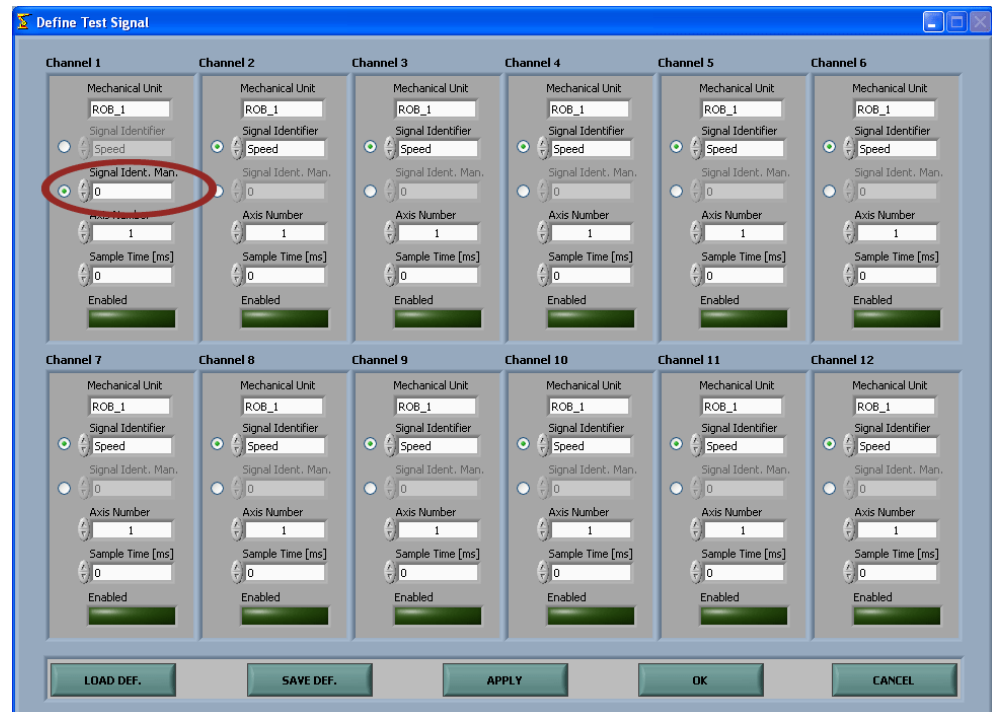 Define Test Signal
Channel 1 Channel 2 Channel 3 Channel 4 Channel 5 Channel 6
Mechanical Unit Mechanical Unit Mechanical Unit Mechanical Unit Mechanical Unit Mechanical Unit
ROB_1 ROB_1 ROB_1 ROB_1 ROB_1 ROB_1
Signal Identifier Signal Identifier Signal Identifier Signal Identifier Signal Identifier Signal Identifier
Speed Speed Speed Speed Speed Speed
Signal Ident. Man. Signal Ident. Man. Signal Ident. Man. Signal Ident. Man. Signal Ident. Man. Signal Ident. Man.
0 0 0 0 0 0
Axis Number Axis Number Axis Number Axis Number Axis Number Axis Number
1 1 1 1 1 1
Sample Time [ms] Sample Time [ms] Sample Time [ms] Sample Time [ms] Sample Time [ms] Sample Time [ms]
0 0 0 0 0 0
Enabled Enabled Enabled Enabled Enabled Enabled
Channel 7 Channel 8 Channel 9 Channel 10 Channel 11 Channel 12
Mechanical Unit Mechanical Unit Mechanical Unit Mechanical Unit Mechanical Unit Mechanical Unit
ROB_1 ROB_1 ROB_1 ROB_1 ROB_1 ROB_1
Signal Identifier Signal Identifier Signal Identifier Signal Identifier Signal Identifier Signal Identifier
Speed Speed Speed Speed Speed Speed
Signal Ident. Man. Signal Ident. Man. Signal Ident. Man. Signal Ident. Man. Signal Ident. Man. Signal Ident. Man.
0 0 0 0 0 0
Axis Number Axis Number Axis Number Axis Number Axis Number Axis Number
1 1 1 1 1 1
Sample Time [ms] Sample Time [ms] Sample Time [ms] Sample Time [ms] Sample Time [ms] Sample Time [ms]
0 0 0 0 0 0
Enabled Enabled Enabled Enabled Enabled Enabled
LOAD DEF. SAVE DEF. APPLY OK CANCEL